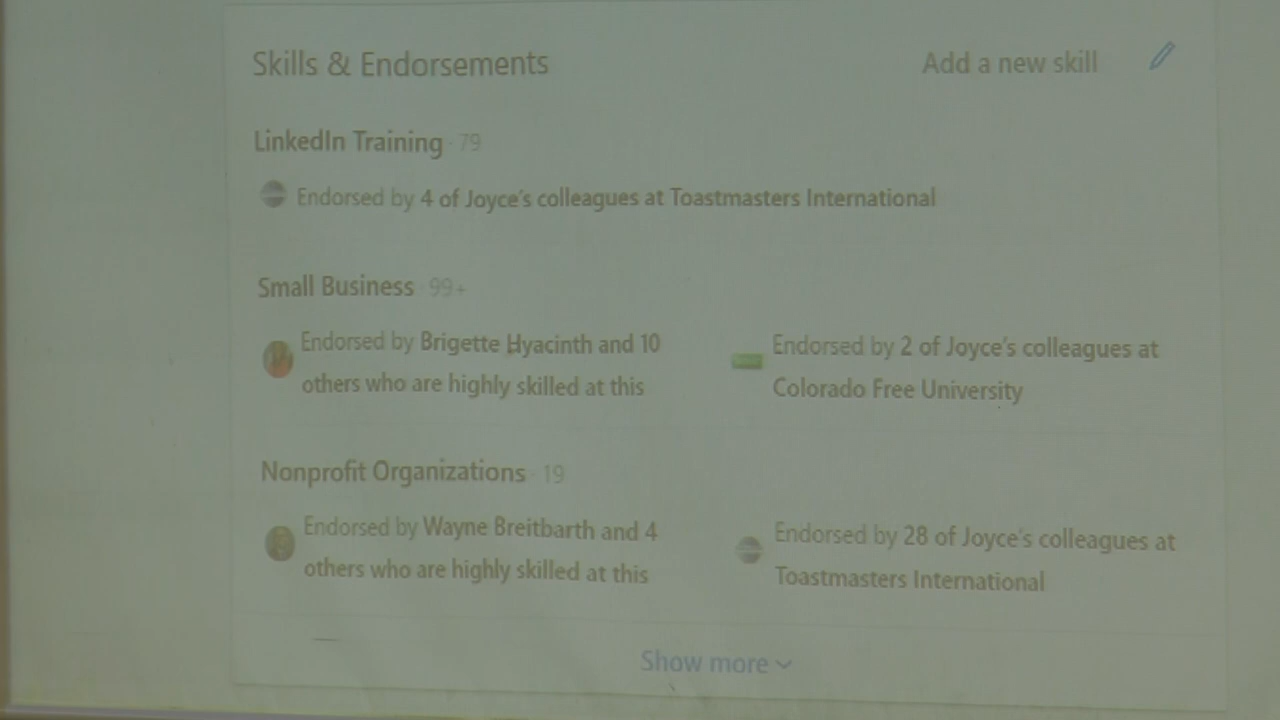 Skills & Endorsements
Add a new skill
LinkedIn Training · 79
Endorsed by 4 of Joyce's colleagues at Toastmasters International
Small Business · 99+
Endorsed by Brigette Hyacinth and 10
others who are highly skilled at this
Endorsed by 2 of Joyce's colleagues at
Colorado Free University
Nonprofit Organizations · 19
Endorsed by Wayne Breitbarth and 4
others who are highly skilled at this
Endorsed by 28 of Joyce's colleagues at
Toastmasters International
Show more